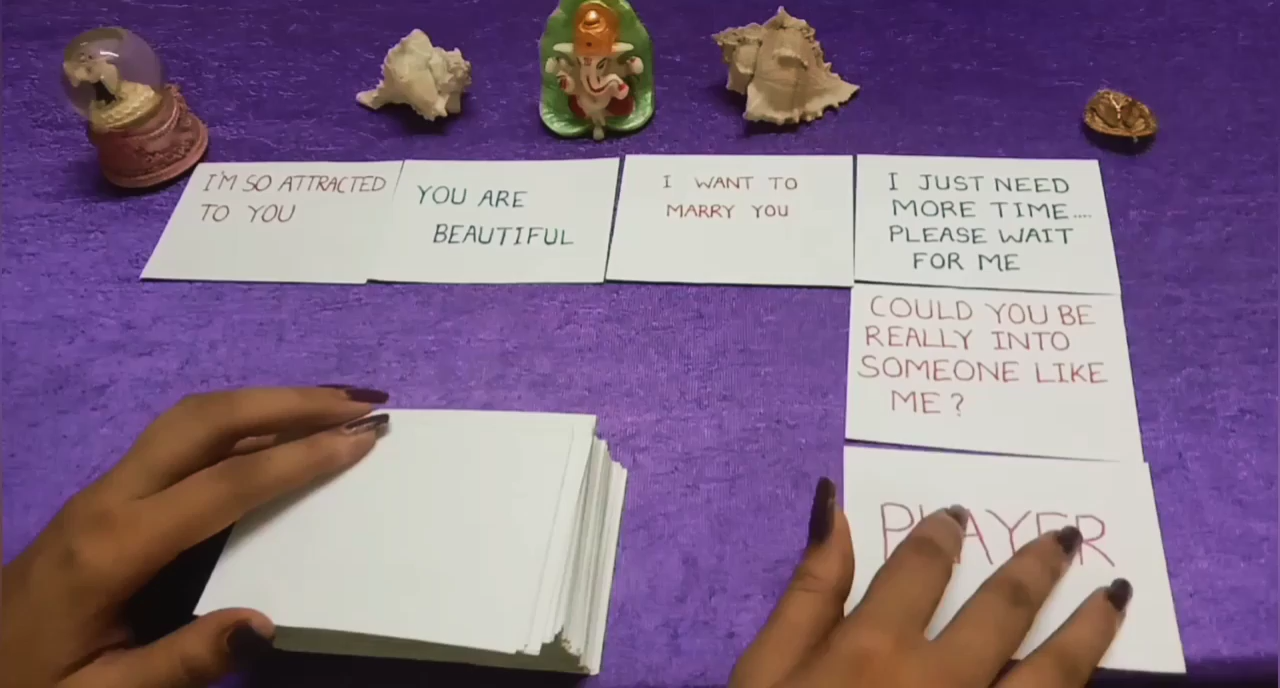 I'M SO ATTRACTED
TO YOU
YOU ARE
BEAUTIFUL
I WANT TO
MARRY YOU
I JUST NEED
MORE TIME....
PLEASE WAIT
FOR ME
COULD YOU BE
REALLY INTO
SOMEONE LIKE
ME?
PLAYER